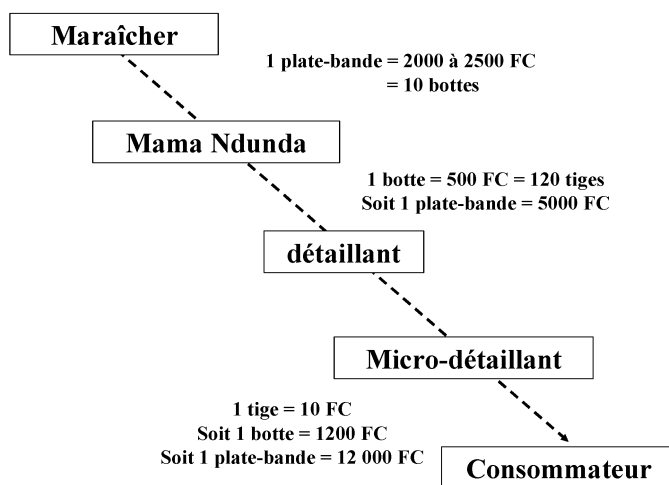 Maraîcher
1 plate-bande = 2000 à 2500 FC
= 10 bottes
Mama Ndunda
1 botte = 500 FC = 120 tiges
Soit 1 plate-bande = 5000 FC
détaillant
Micro-détaillant
1 tige = 10 FC
Soit 1 botte = 1200 FC
Soit 1 plate-bande = 12 000 FC
Consommateur